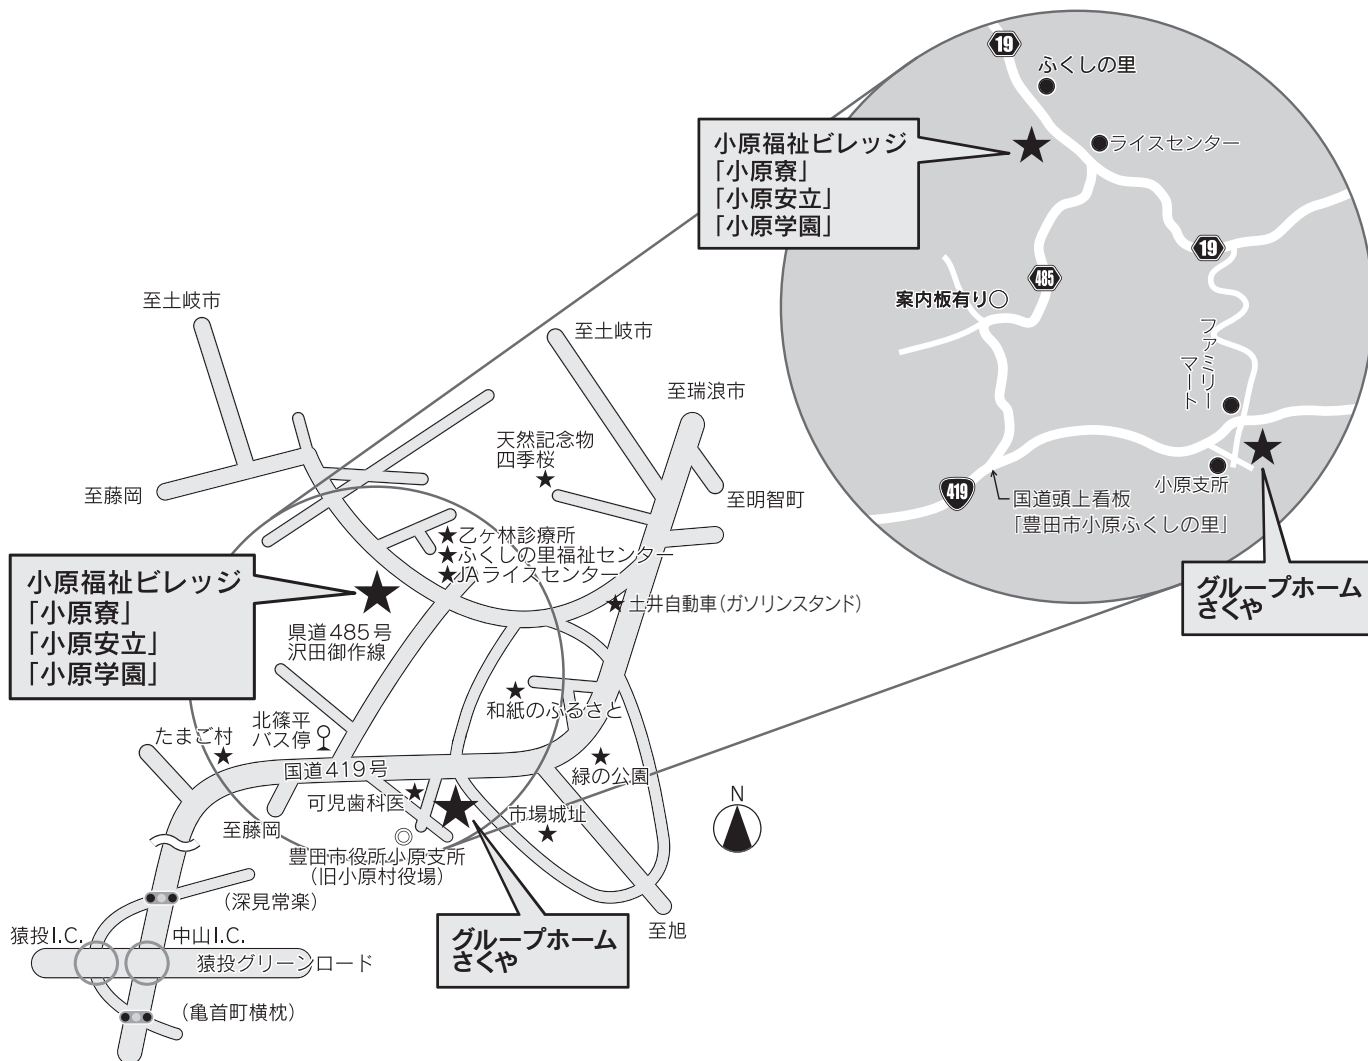 19
ふくしの里
小原福祉ビレッジ
「小原寮」
「小原安立」
「小原学園」
ライスセンター
19
485
案内板有り
ファミリー
マート
419
国道頭上看板
「豊田市小原ふくしの里」
小原支所
グループホーム
さくや
至土岐市
至土岐市
至瑞浪市
天然記念物
四季桜
至藤岡
至明智町
乙ヶ林診療所
ふくしの里福祉センター
JAライスセンター
小原福祉ビレッジ
「小原寮」
「小原安立」
「小原学園」
土井自動車(ガソリンスタンド)
県道485号
沢田御作線
和紙のふるさと
北篠平
バス停
たまご村
国道419号
緑の公園
可児歯科医
市場城址
N
至藤岡
豊田市役所小原支所
(旧小原村役場)
(深見常楽)
至旭
猿投I.C.
中山I.C.
グループホーム
さくや
猿投グリーンロード
(亀首町横枕)